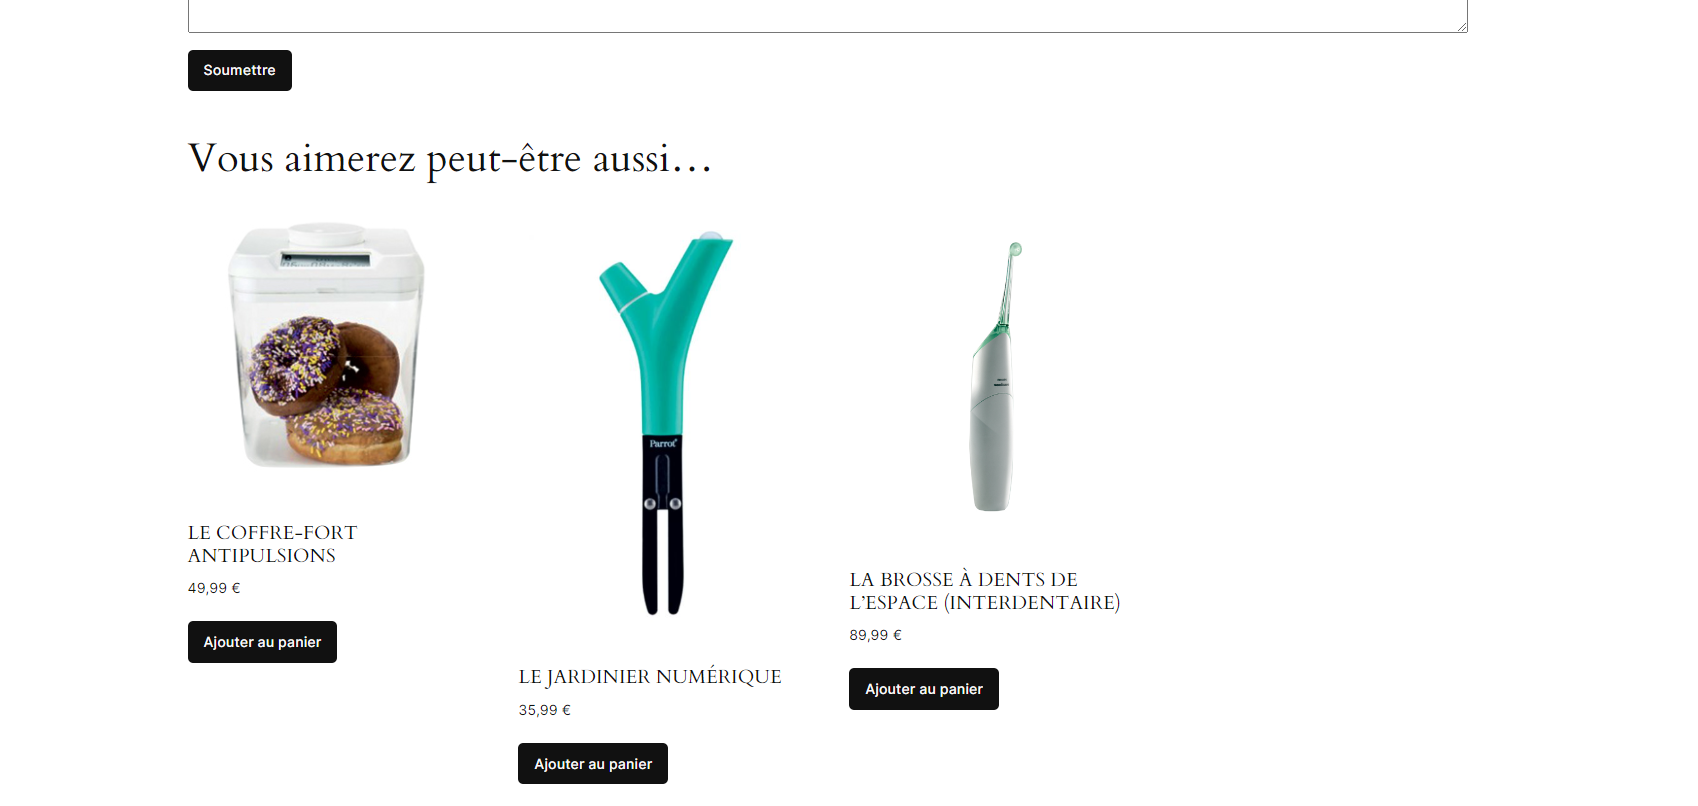 Soumettre
Vous aimerez peut-être aussi…
LE COFFRE-FORT
ANTIPULSIONS
49,99 €
Ajouter au panier
Parrot
LE JARDINIER NUMÉRIQUE
35,99 €
Ajouter au panier
LA BROSSE À DENTS DE
L’ESPACE (INTERDENTAIRE)
89,99 €
Ajouter au panier